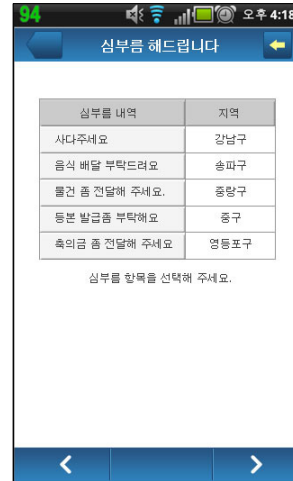 94 오후 4:18
심부름 해드립니다
심부름 내역 지역
사다주세요 강남구
음식 배달 부탁드려요 송파구
물건 좀 전달해 주세요. 중랑구
등본 발급좀 부탁해요 중구
축의금 좀 전달해 주세요 영등포구
심부름 항목을 선택해 주세요.